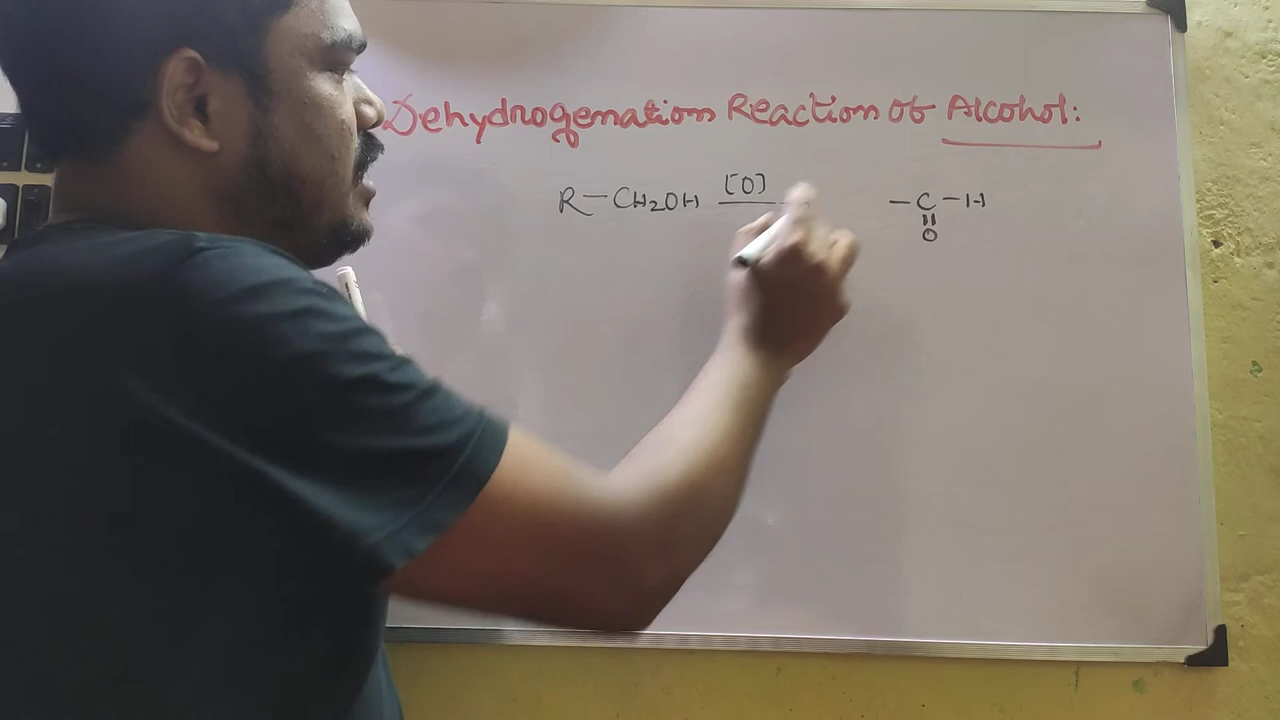 Dehydrogenation Reaction of Alcohol:
R-CH2OH [O] -C-H
||
O